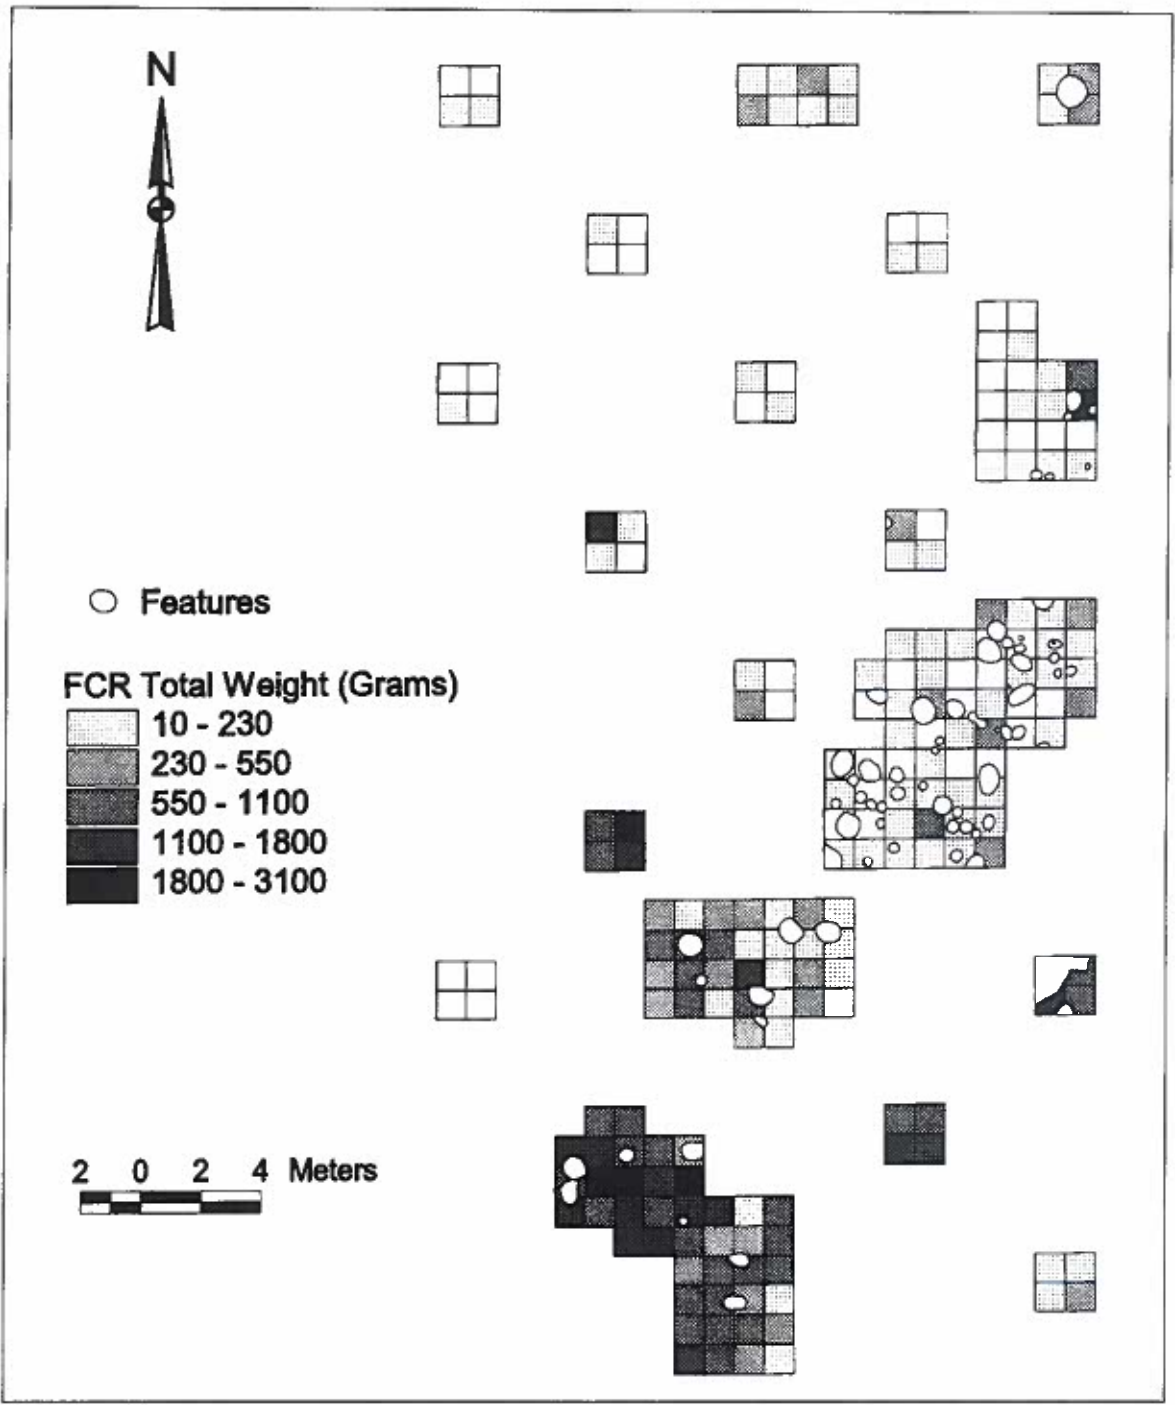 N
Features
FCR Total Weight (Grams)
10 - 230
230 - 550
550 - 1100
1100 - 1800
1800 - 3100
2 0 2 4 Meters